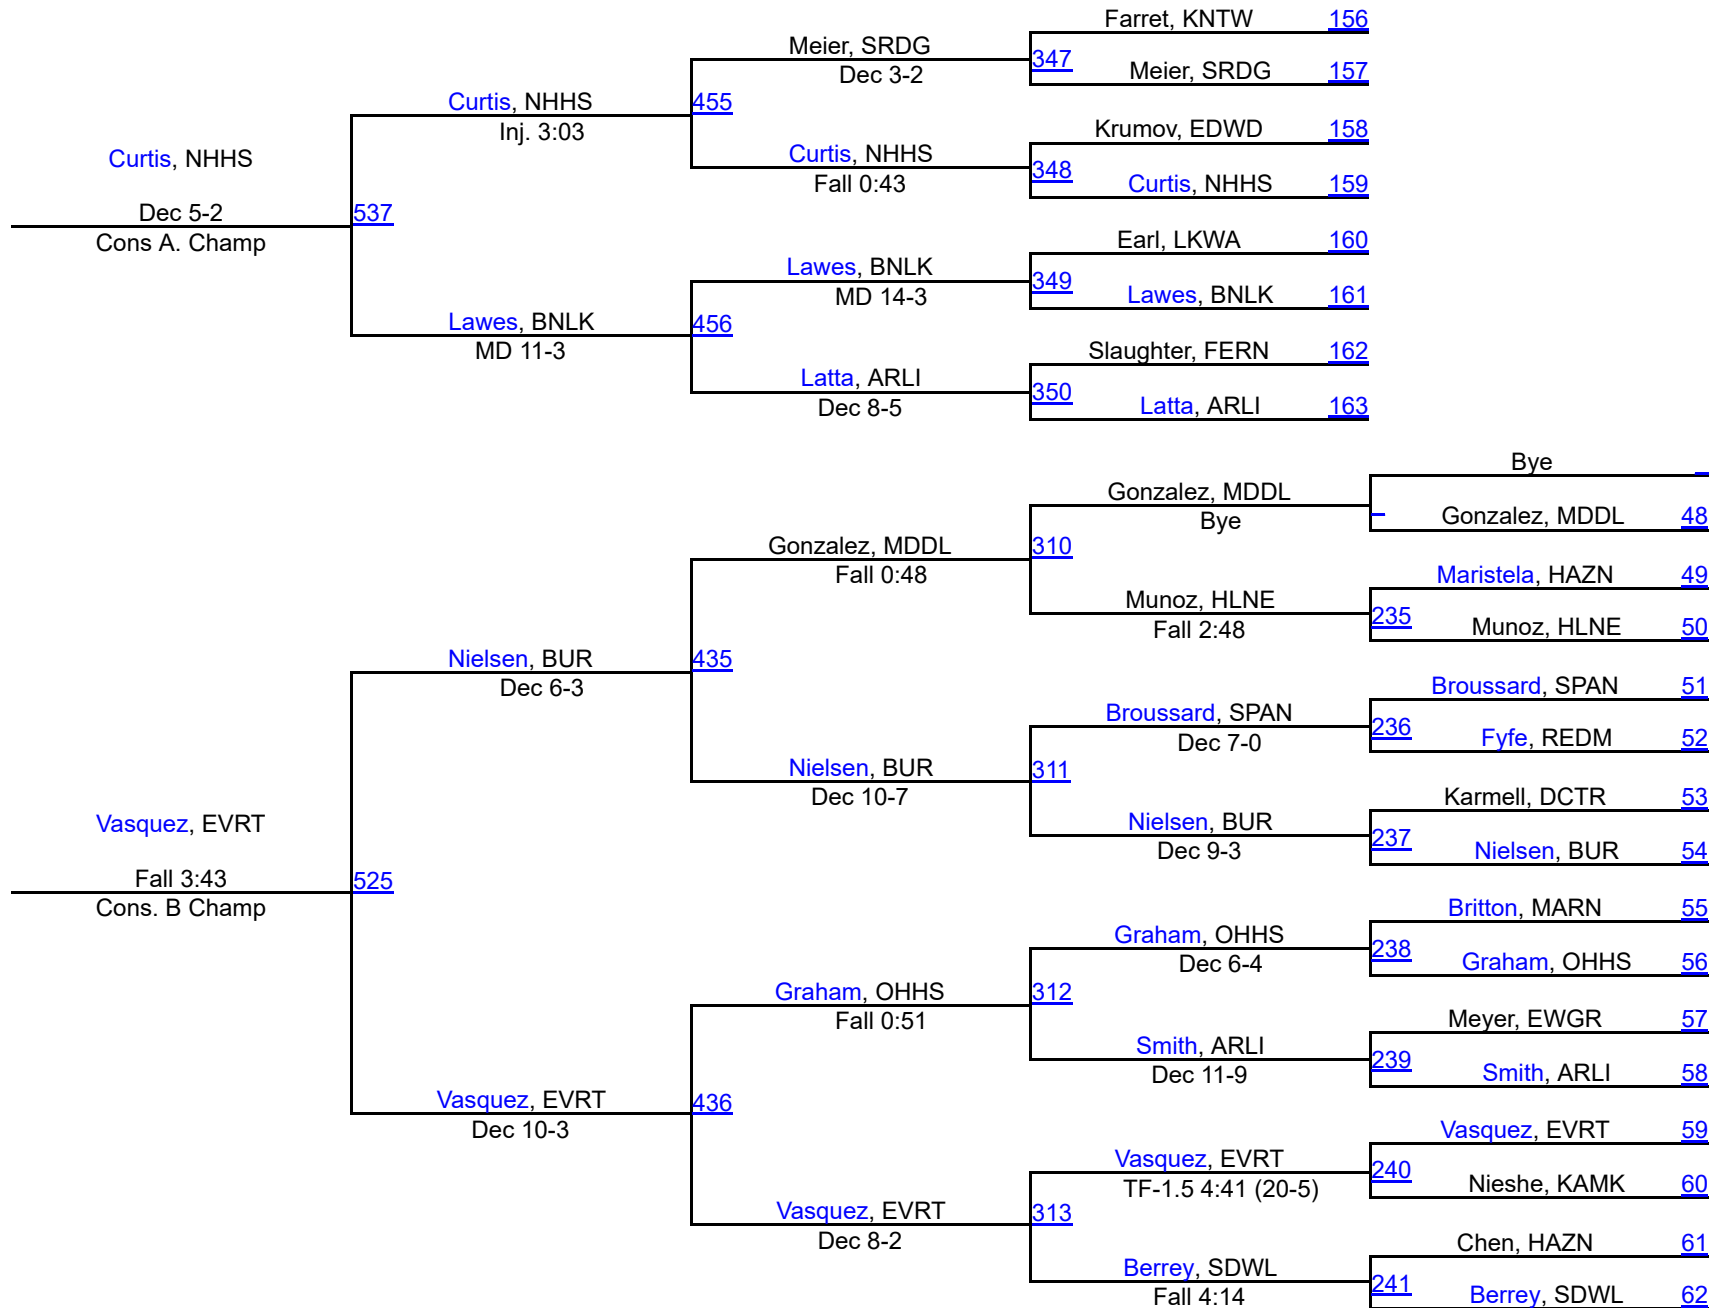 Farret, KNTW 156
Meier, SRDG
Dec 3-2
347
Meier, SRDG 157
Curtis, NHHS
Inj. 3:03
455
Krumov, EDWD 158
Curtis, NHHS
Fall 0:43
348
Curtis, NHHS 159
Curtis, NHHS
Dec 5-2
Cons A. Champ
537
Earl, LKWA 160
Lawes, BNLK
MD 14-3
349
Lawes, BNLK 161
Lawes, BNLK
MD 11-3
456
Slaughter, FERN 162
Latta, ARLI
Dec 8-5
350
Latta, ARLI 163
Bye
Gonzalez, MDDL
Bye
Gonzalez, MDDL 48
Gonzalez, MDDL
Fall 0:48
310
Maristela, HAZN 49
Munoz, HLNE
Fall 2:48
235
Munoz, HLNE 50
Nielsen, BUR
Dec 6-3
435
Broussard, SPAN 51
Broussard, SPAN
Dec 7-0
236
Fyfe, REDM 52
Nielsen, BUR
Dec 10-7
311
Karmell, DCTR 53
Nielsen, BUR
Dec 9-3
237
Nielsen, BUR 54
Vasquez, EVRT
Fall 3:43
Cons. B Champ
525
Britton, MARN 55
Graham, OHHS
Dec 6-4
238
Graham, OHHS 56
Graham, OHHS
Fall 0:51
312
Meyer, EWGR 57
Smith, ARLI
Dec 11-9
239
Smith, ARLI 58
Vasquez, EVRT
Dec 10-3
436
Vasquez, EVRT 59
Vasquez, EVRT
TF-1.5 4:41 (20-5)
240
Nieshe, KAMK 60
Vasquez, EVRT
Dec 8-2
313
Chen, HAZN 61
Berrey, SDWL
Fall 4:14
241
Berrey, SDWL 62